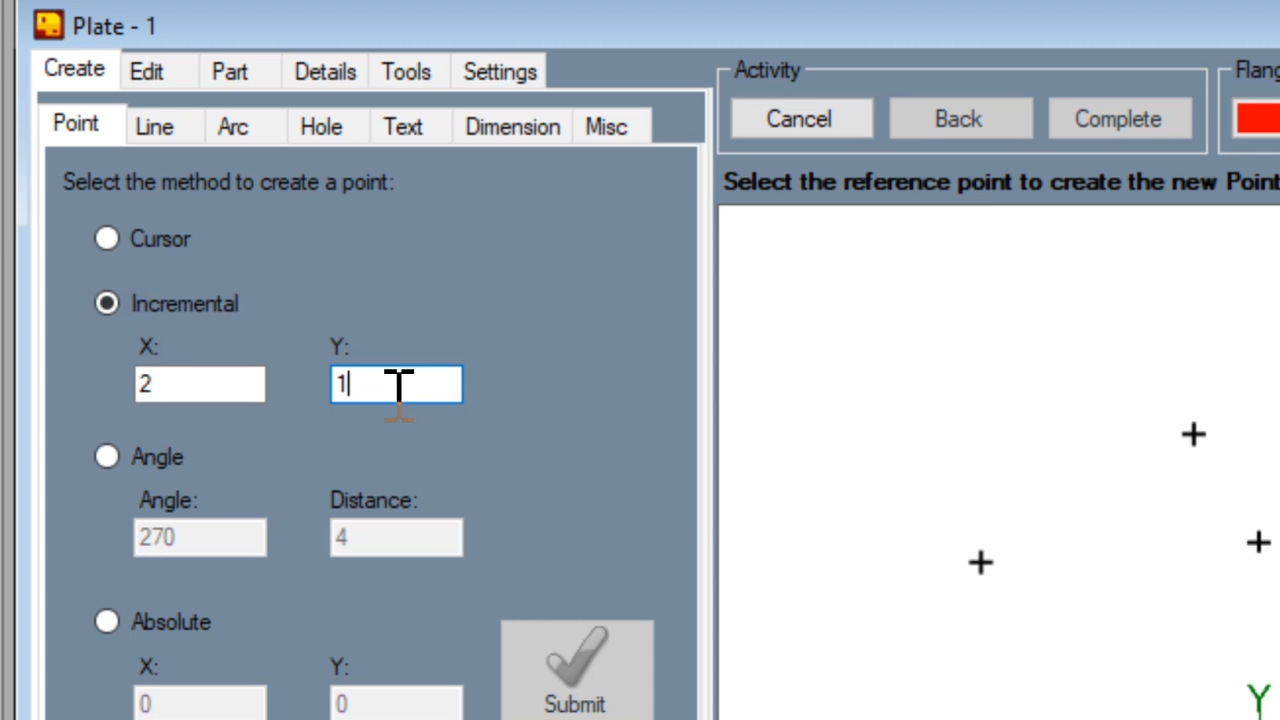 Plate - 1
Create Edit Part Details Tools Settings
Point Line Arc Hole Text Dimension Misc
Select the method to create a point:
Cursor
Incremental
X: Y:
2 1
Angle
Angle: Distance:
270 4
Absolute
X: Y:
0 0
Submit
Activity
Cancel Back Complete
Select the reference point to create the new Point
Y